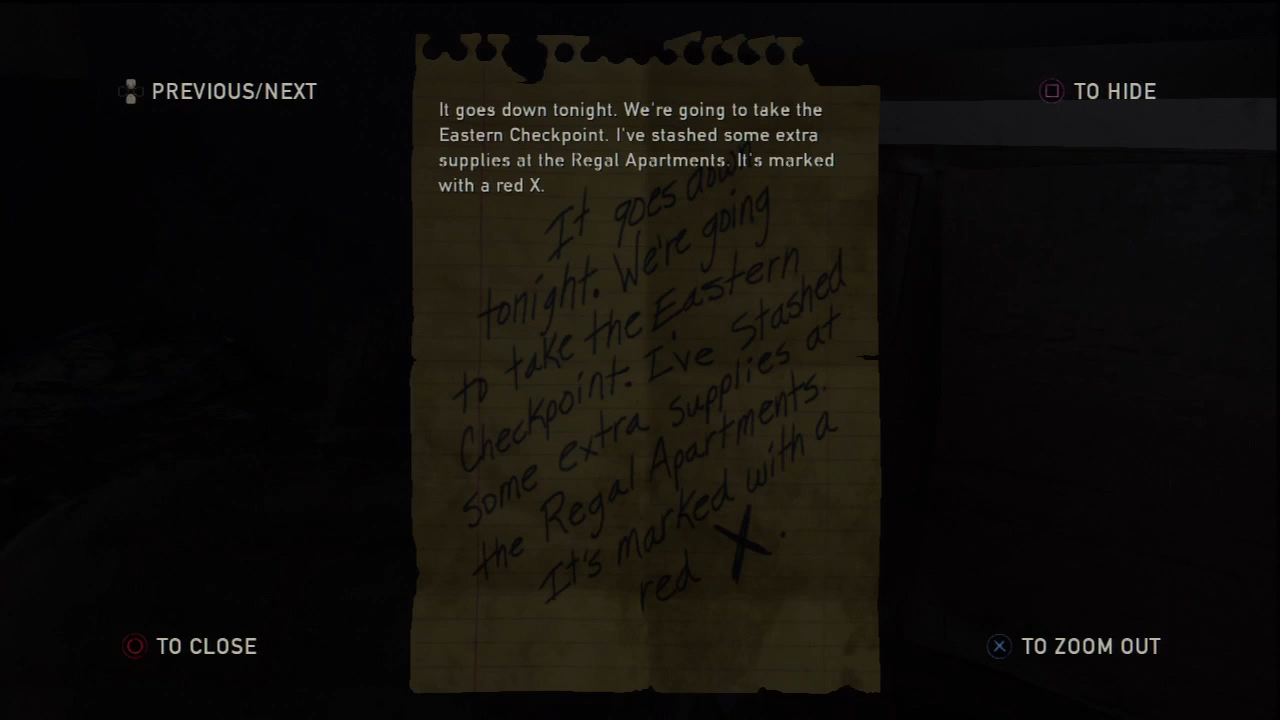 PREVIOUS/NEXT
TO HIDE
It goes down tonight. We're going to take the
Eastern Checkpoint. I've stashed some extra
supplies at the Regal Apartments. It's marked
with a red X.
It goes down
tonight. We're going
to take the Eastern
Checkpoint. I've Stashed
some extra supplies at
the Regal Apartments.
It's marked with a
red X.
TO CLOSE
TO ZOOM OUT